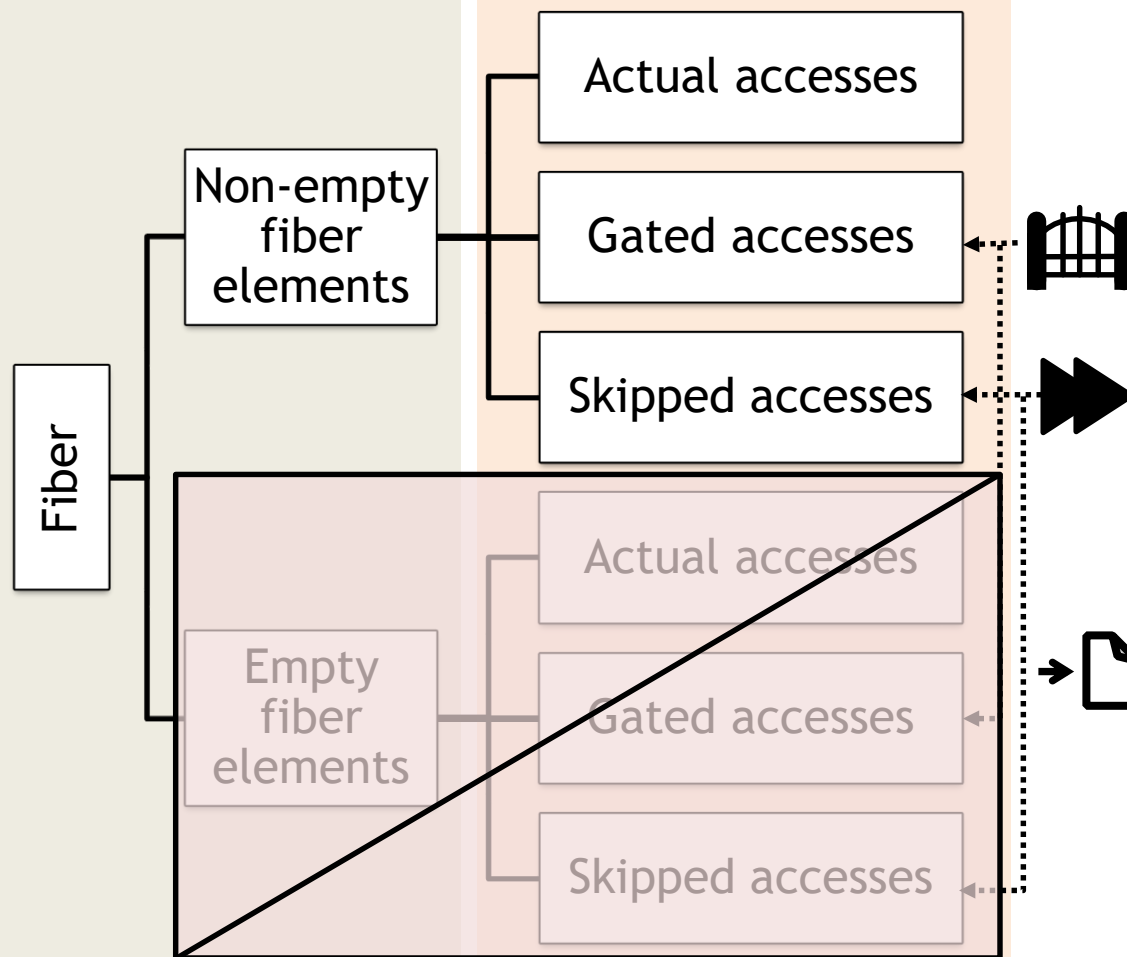 Actual accesses
Non-empty
fiber
elements
Gated accesses
Skipped accesses
Fiber
Actual accesses
Empty
fiber
elements
Gated accesses
Skipped accesses